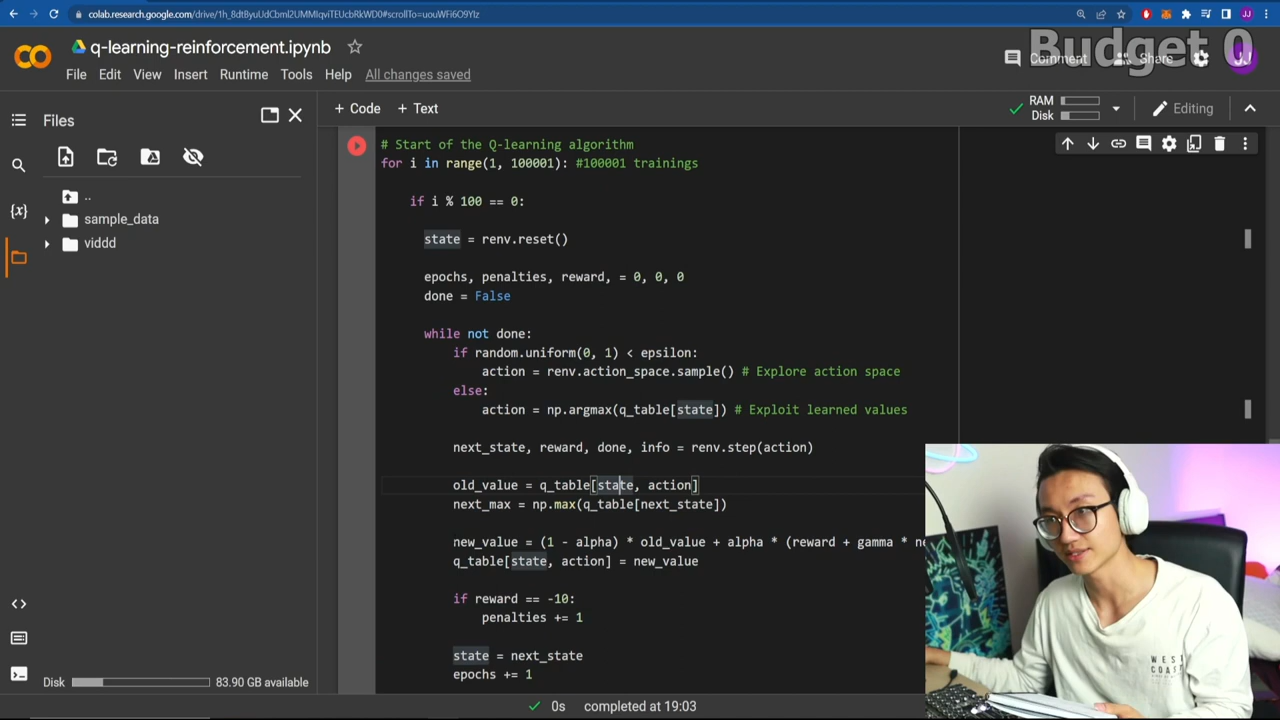 colab.research.google.com/drive/1h_8dtByuUdCbml2UMMIqviTEUcbRkWD0#scrollTo=uouWFi6O9YIz
q-learning-reinforcement.ipynb
Budget 0
Comment
Share
JJ
File Edit View Insert Runtime Tools Help All changes saved
Files
+ Code + Text
RAM
Disk
Editing
..
sample_data
viddd
{x}
# Start of the Q-learning algorithm
for i in range(1, 100001): #100001 trainings
if i % 100 == 0:
state = renv.reset()
epochs, penalties, reward, = 0, 0, 0
done = False
while not done:
if random.uniform(0, 1) < epsilon:
action = renv.action_space.sample() # Explore action space
else:
action = np.argmax(q_table[state]) # Exploit learned values
next_state, reward, done, info = renv.step(action)
old_value = q_table[state, action]
next_max = np.max(q_table[next_state])
new_value = (1 - alpha) * old_value + alpha * (reward + gamma * ne
q_table[state, action] = new_value
if reward == -10:
penalties += 1
state = next_state
epochs += 1
Disk 83.90 GB available
0s completed at 19:03
WEST
COAST